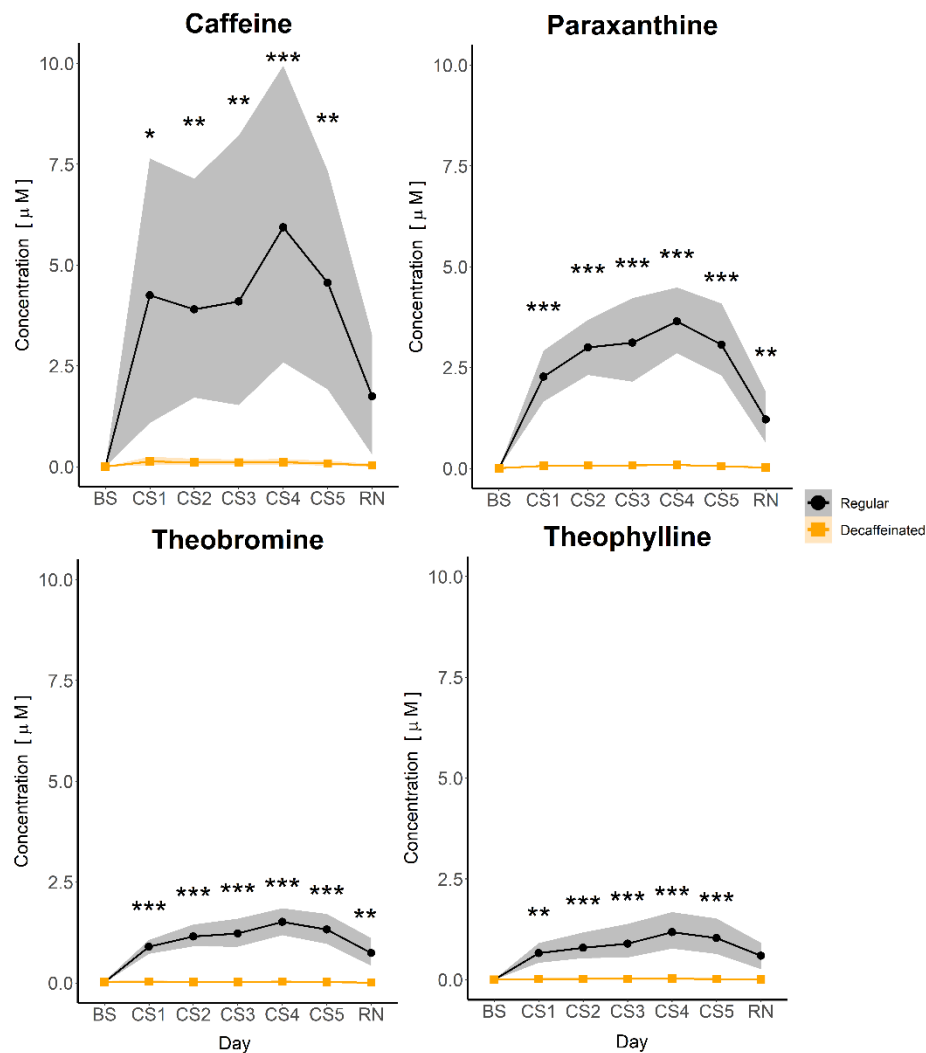 Caffeine
10.0
7.5
5.0
2.5
0.0
Concentration [ μ M ]
* ** ** *** **
BS CS1 CS2 CS3 CS4 CS5 RN
Paraxanthine
10.0
7.5
5.0
2.5
0.0
Concentration [ μ M ]
*** *** *** *** *** **
BS CS1 CS2 CS3 CS4 CS5 RN
Regular
Decaffeinated
Theobromine
10.0
7.5
5.0
2.5
0.0
Concentration [ μ M ]
*** *** *** *** *** **
BS CS1 CS2 CS3 CS4 CS5 RN
Day
Theophylline
10.0
7.5
5.0
2.5
0.0
Concentration [ μ M ]
** *** *** *** ***
BS CS1 CS2 CS3 CS4 CS5 RN
Day